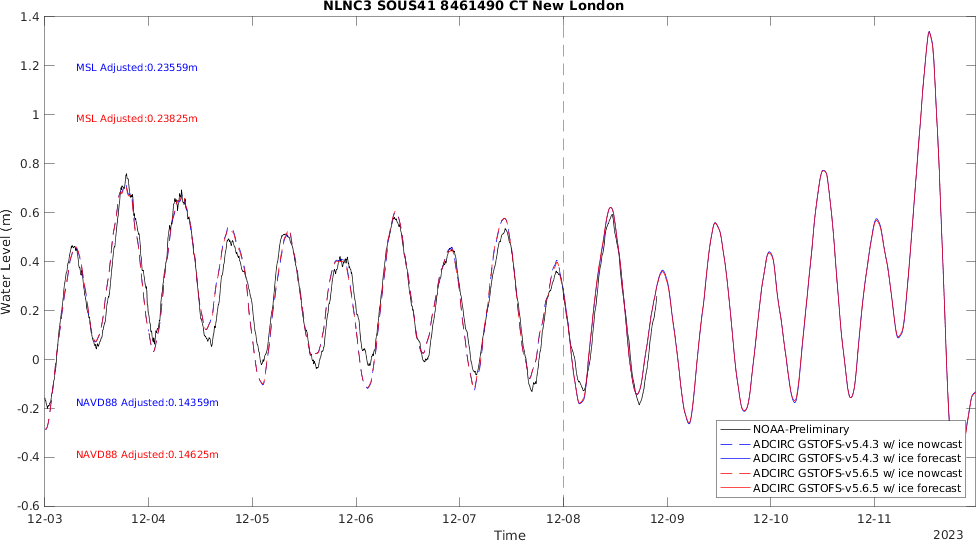 NLNC3 SOUS41 8461490 CT New London
1.4
1.2
1
0.8
0.6
0.4
0.2
0
-0.2
-0.4
-0.6
Water Level (m)
MSL Adjusted:0.23559m
MSL Adjusted:0.23825m
NAVD88 Adjusted:0.14359m
NAVD88 Adjusted:0.14625m
NOAA-Preliminary
ADCIRC GSTOFS-v5.4.3 w/ ice nowcast
ADCIRC GSTOFS-v5.4.3 w/ ice forecast
ADCIRC GSTOFS-v5.6.5 w/ ice nowcast
ADCIRC GSTOFS-v5.6.5 w/ ice forecast
12-03 12-04 12-05 12-06 12-07 12-08 12-09 12-10 12-11
Time
2023